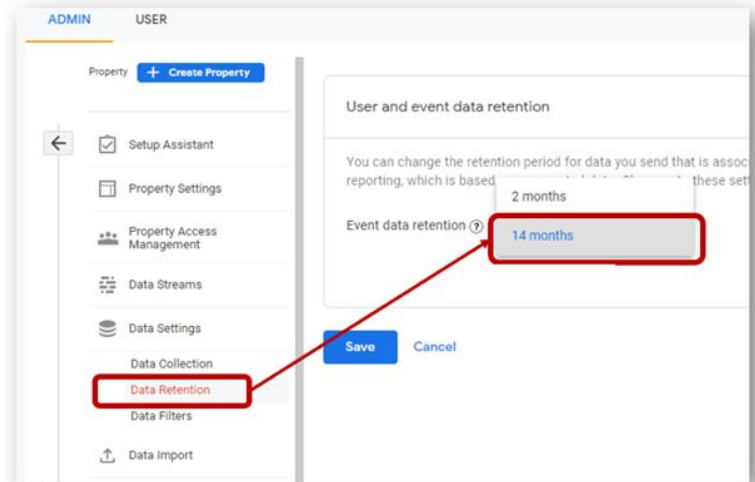 ADMIN USER
Property + Create Property
Setup Assistant
Property Settings
Property Access
Management
Data Streams
Data Settings
Data Collection
Data Retention
Data Filters
Data Import
User and event data retention
You can change the retention period for data you send that is
reporting, which is based these
2 months
Event data retention ?
14 months
Save Cancel